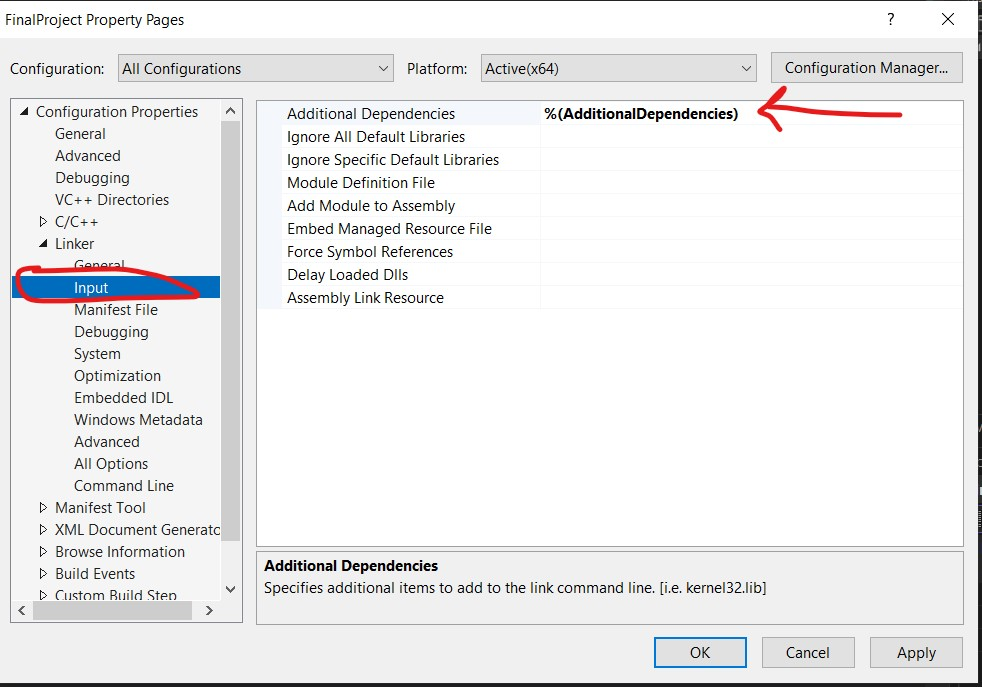 FinalProject Property Pages
?
Configuration: All Configurations Platform: Active(x64) Configuration Manager...
Configuration Properties
General
Advanced
Debugging
VC++ Directories
C/C++
Linker
General
Input
Manifest File
Debugging
System
Optimization
Embedded IDL
Windows Metadata
Advanced
All Options
Command Line
Manifest Tool
XML Document Generato
Browse Information
Build Events
Custom Build Step
Additional Dependencies %(AdditionalDependencies)
Ignore All Default Libraries
Ignore Specific Default Libraries
Module Definition File
Add Module to Assembly
Embed Managed Resource File
Force Symbol References
Delay Loaded Dlls
Assembly Link Resource
Additional Dependencies
Specifies additional items to add to the link command line. [i.e. kernel32.lib]
OK Cancel Apply